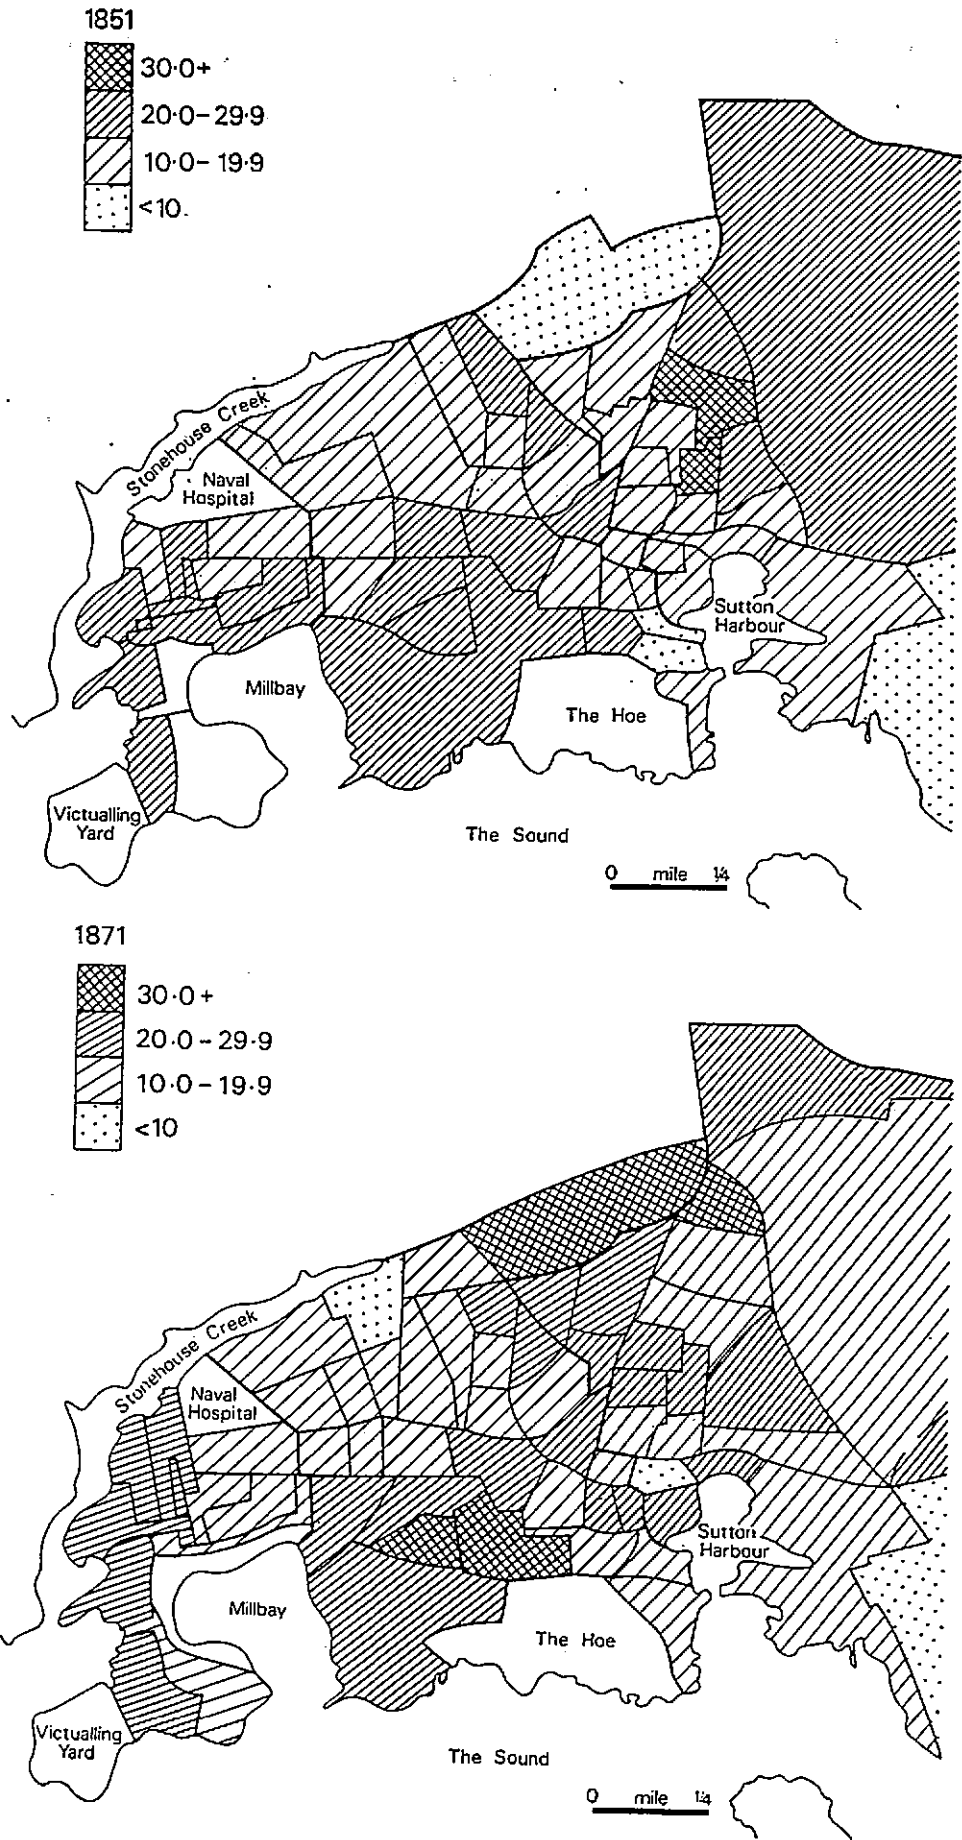 1851
30·0+
20·0–29·9
10·0–19·9
<10
Stonehouse Creek
Naval
Hospital
Sutton
Harbour
Millbay
The Hoe
Victualling
Yard
The Sound
0 mile 1/4
1871
30·0+
20·0–29·9
10·0–19·9
<10
Stonehouse Creek
Naval
Hospital
Sutton
Harbour
Millbay
The Hoe
Victualling
Yard
The Sound
0 mile 1/4